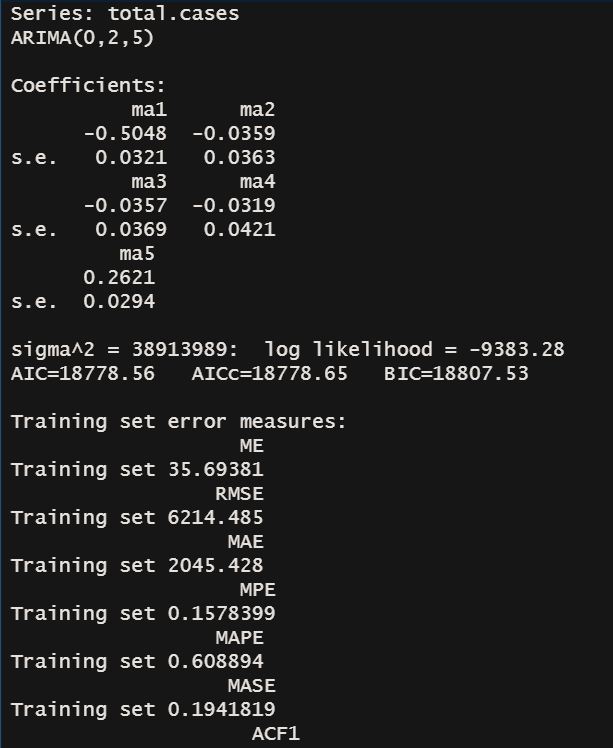 Series: total.cases
ARIMA(0,2,5)
Coefficients:
ma1 ma2
-0.5048 -0.0359
s.e. 0.0321 0.0363
ma3 ma4
-0.0357 -0.0319
s.e. 0.0369 0.0421
ma5
0.2621
s.e. 0.0294
sigma^2 = 38913989: log likelihood = -9383.28
AIC=18778.56 AICc=18778.65 BIC=18807.53
Training set error measures:
ME
Training set 35.69381
RMSE
Training set 6214.485
MAE
Training set 2045.428
MPE
Training set 0.1578399
MAPE
Training set 0.608894
MASE
Training set 0.1941819
ACF1